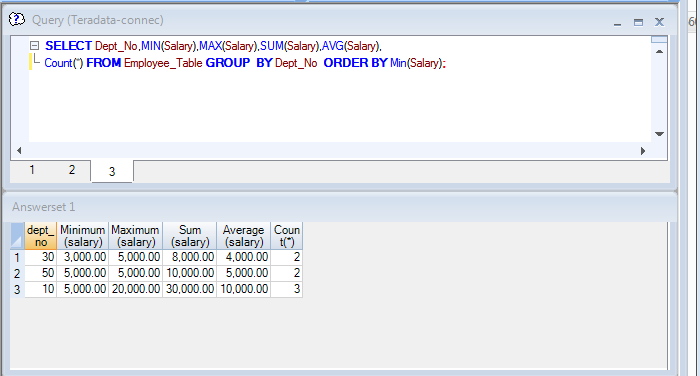 Query (Teradata-connec)
SELECT Dept_No,MIN(Salary),MAX(Salary),SUM(Salary),AVG(Salary),
Count(*) FROM Employee_Table GROUP BY Dept_No ORDER BY Min(Salary);
1 2 3
Answerset 1
dept_no Minimum (salary) Maximum (salary) Sum (salary) Average (salary) Count(*)
1 30 3,000.00 5,000.00 8,000.00 4,000.00 2
2 50 5,000.00 5,000.00 10,000.00 5,000.00 2
3 10 5,000.00 20,000.00 30,000.00 10,000.00 3